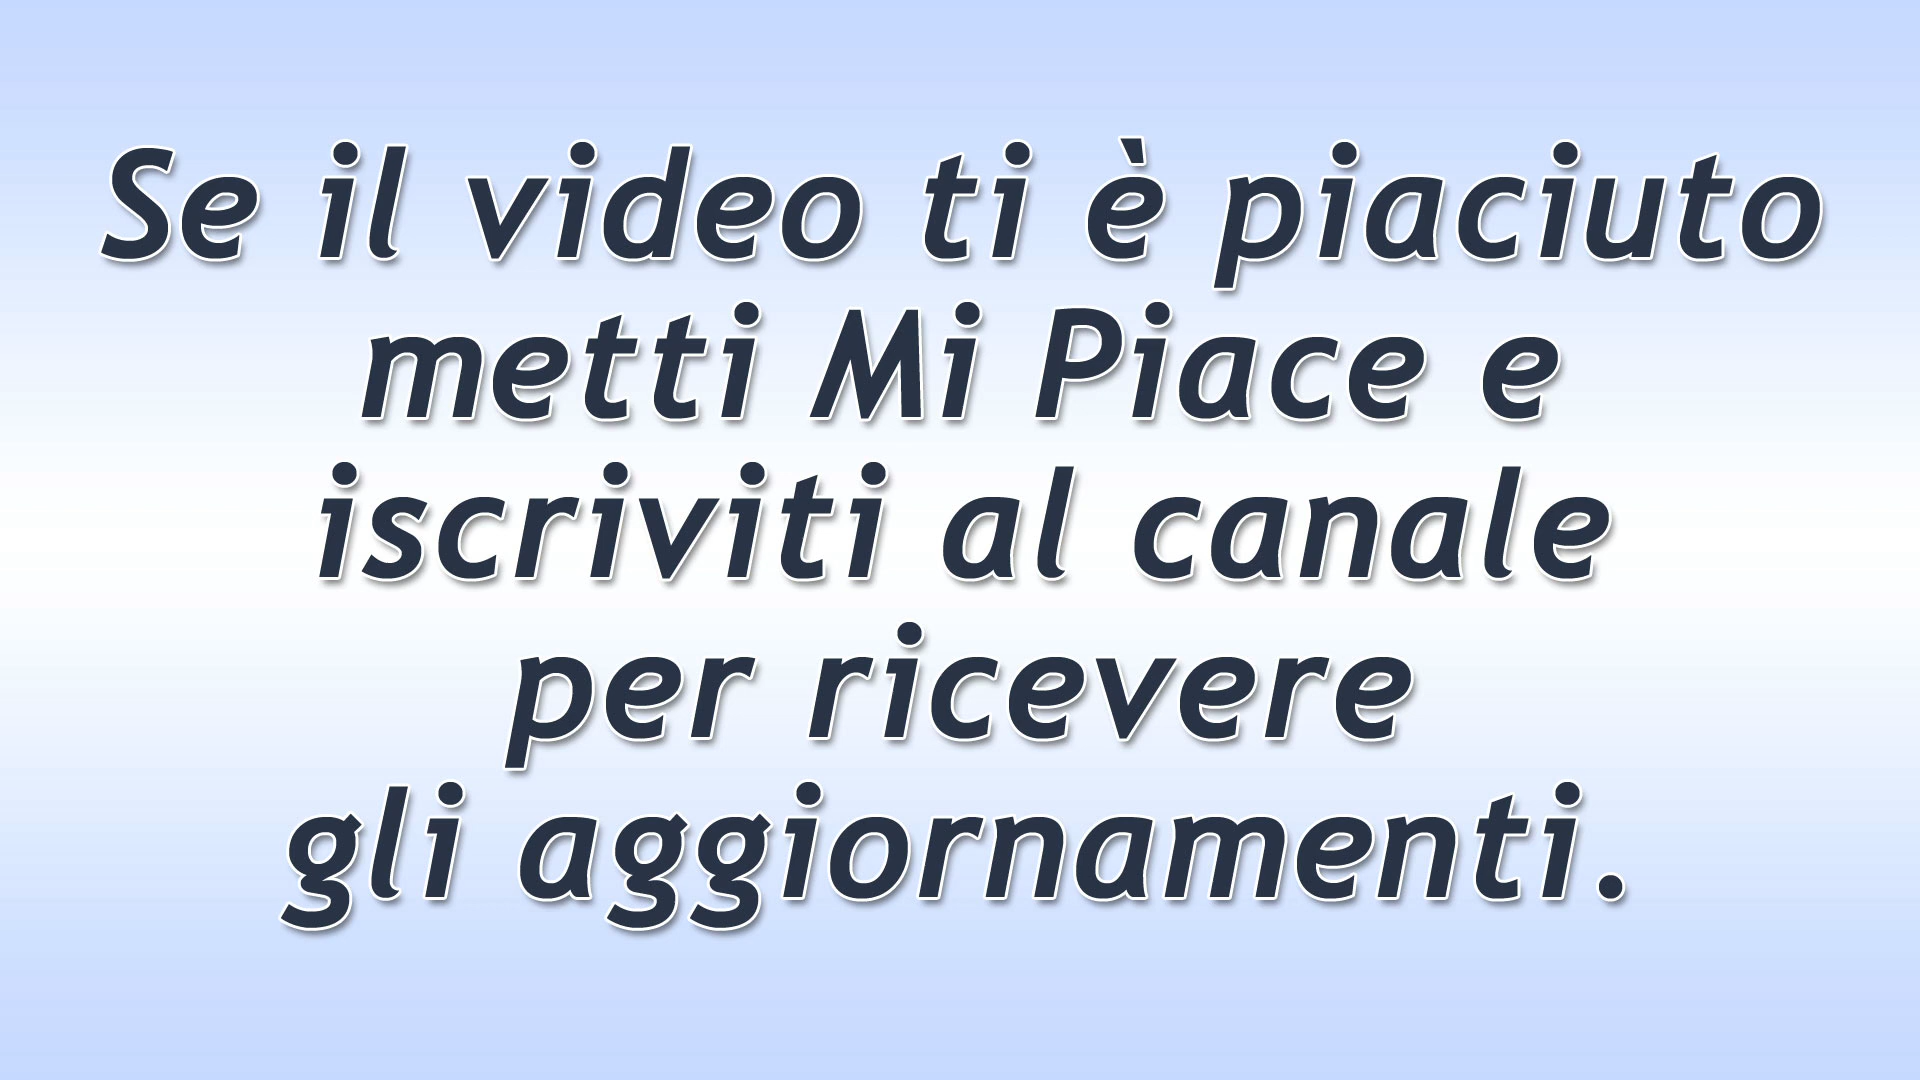 Se il video ti è piaciuto
metti Mi Piace e
iscriviti al canale
per ricevere
gli aggiornamenti.